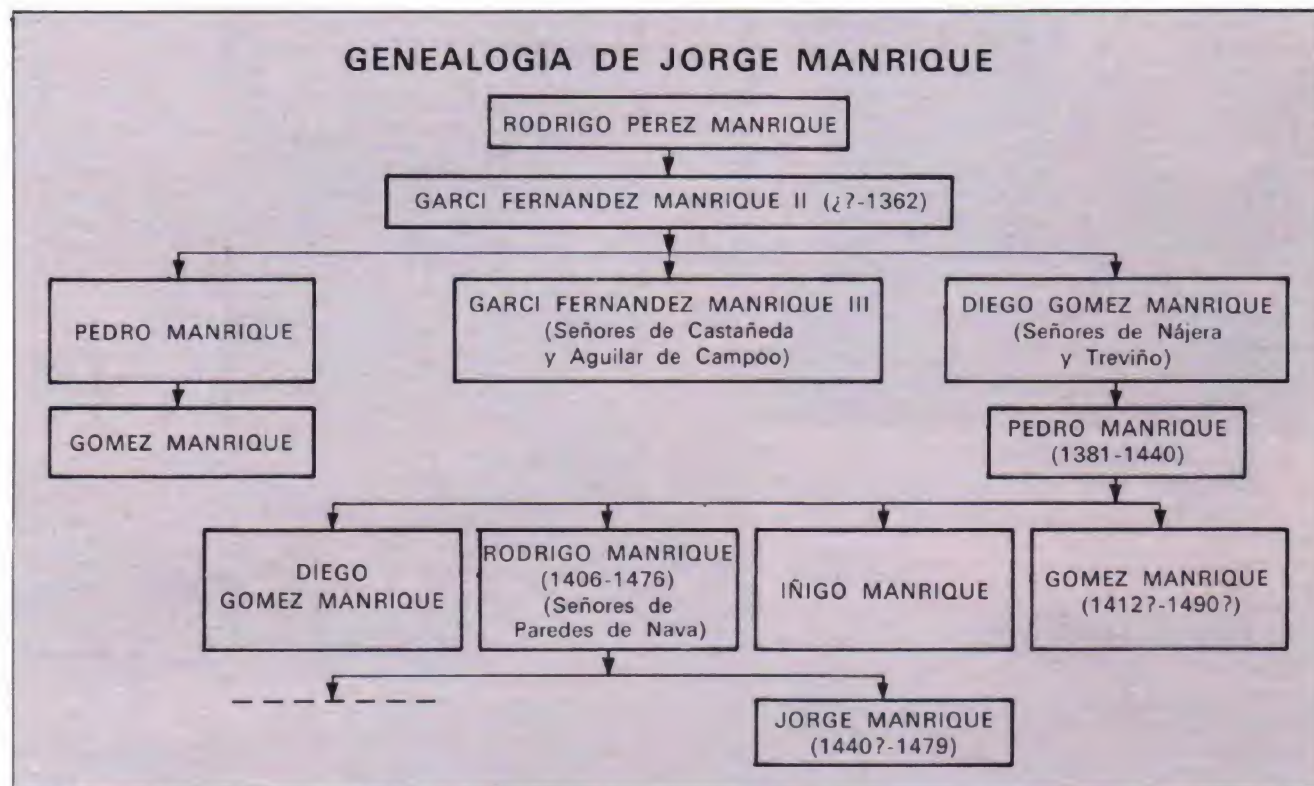 GENEALOGIA DE JORGE MANRIQUE
RODRIGO PEREZ MANRIQUE
GARCI FERNANDEZ MANRIQUE II (¿?-1362)
PEDRO MANRIQUE
GARCI FERNANDEZ MANRIQUE III
(Señores de Castañeda
y Aguilar de Campóo)
DIEGO GOMEZ MANRIQUE
(Señores de Nájera
y Treviño)
GOMEZ MANRIQUE
PEDRO MANRIQUE
(1381-1440)
DIEGO
GOMEZ MANRIQUE
RODRIGO MANRIQUE
(1406-1476)
(Señores de
Paredes de Nava)
IÑIGO MANRIQUE
GOMEZ MANRIQUE
(1412?-1490?)
JORGE MANRIQUE
(1440?-1479)